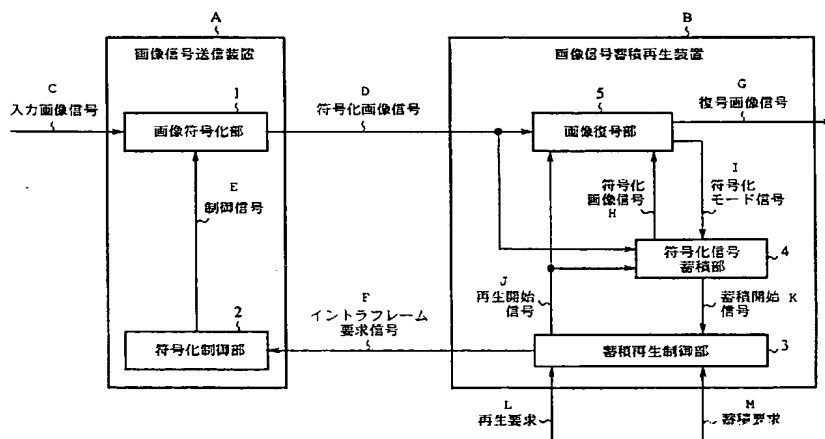 A
B
画像信号送信装置
画像信号蓄積再生装置
C
入力画像信号
1
画像符号化部
D
符号化画像信号
5
画像復号部
G
復号画像信号
E
制御信号
符号化
画像信号
H
I
符号化
モード信号
符号化信号
蓄積部
4
J
再生開始
信号
蓄積開始 K
信号
F
イントラフレーム
要求信号
2
符号化制御部
蓄積再生制御部
3
L
再生要求
M
蓄積要求